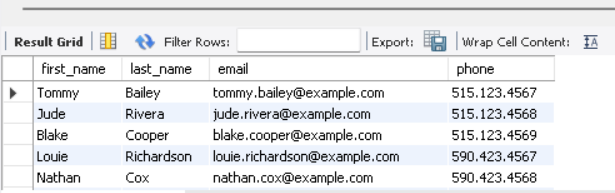 Result Grid Filter Rows: Export: Wrap Cell Content:
first_name last_name email phone
Tommy Bailey tommy.bailey@example.com 515.123.4567
Jude Rivera jude.rivera@example.com 515.123.4568
Blake Cooper blake.cooper@example.com 515.123.4569
Louie Richardson louie.richardson@example.com 590.423.4567
Nathan Cox nathan.cox@example.com 590.423.4568